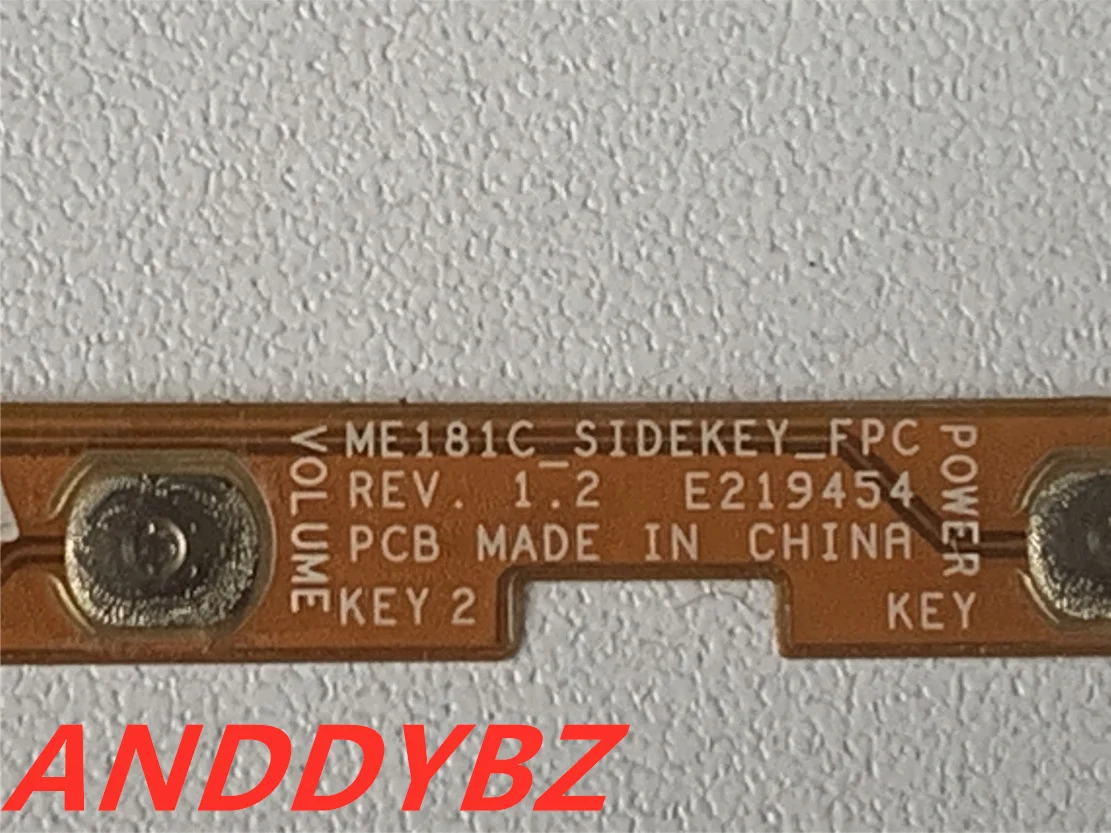 ME181C_SIDEKEY_FPC
REV. 1.2 E219454
PCB MADE IN CHINA
VOLUME
KEY 2
POWER
KEY
ANDDYBZ